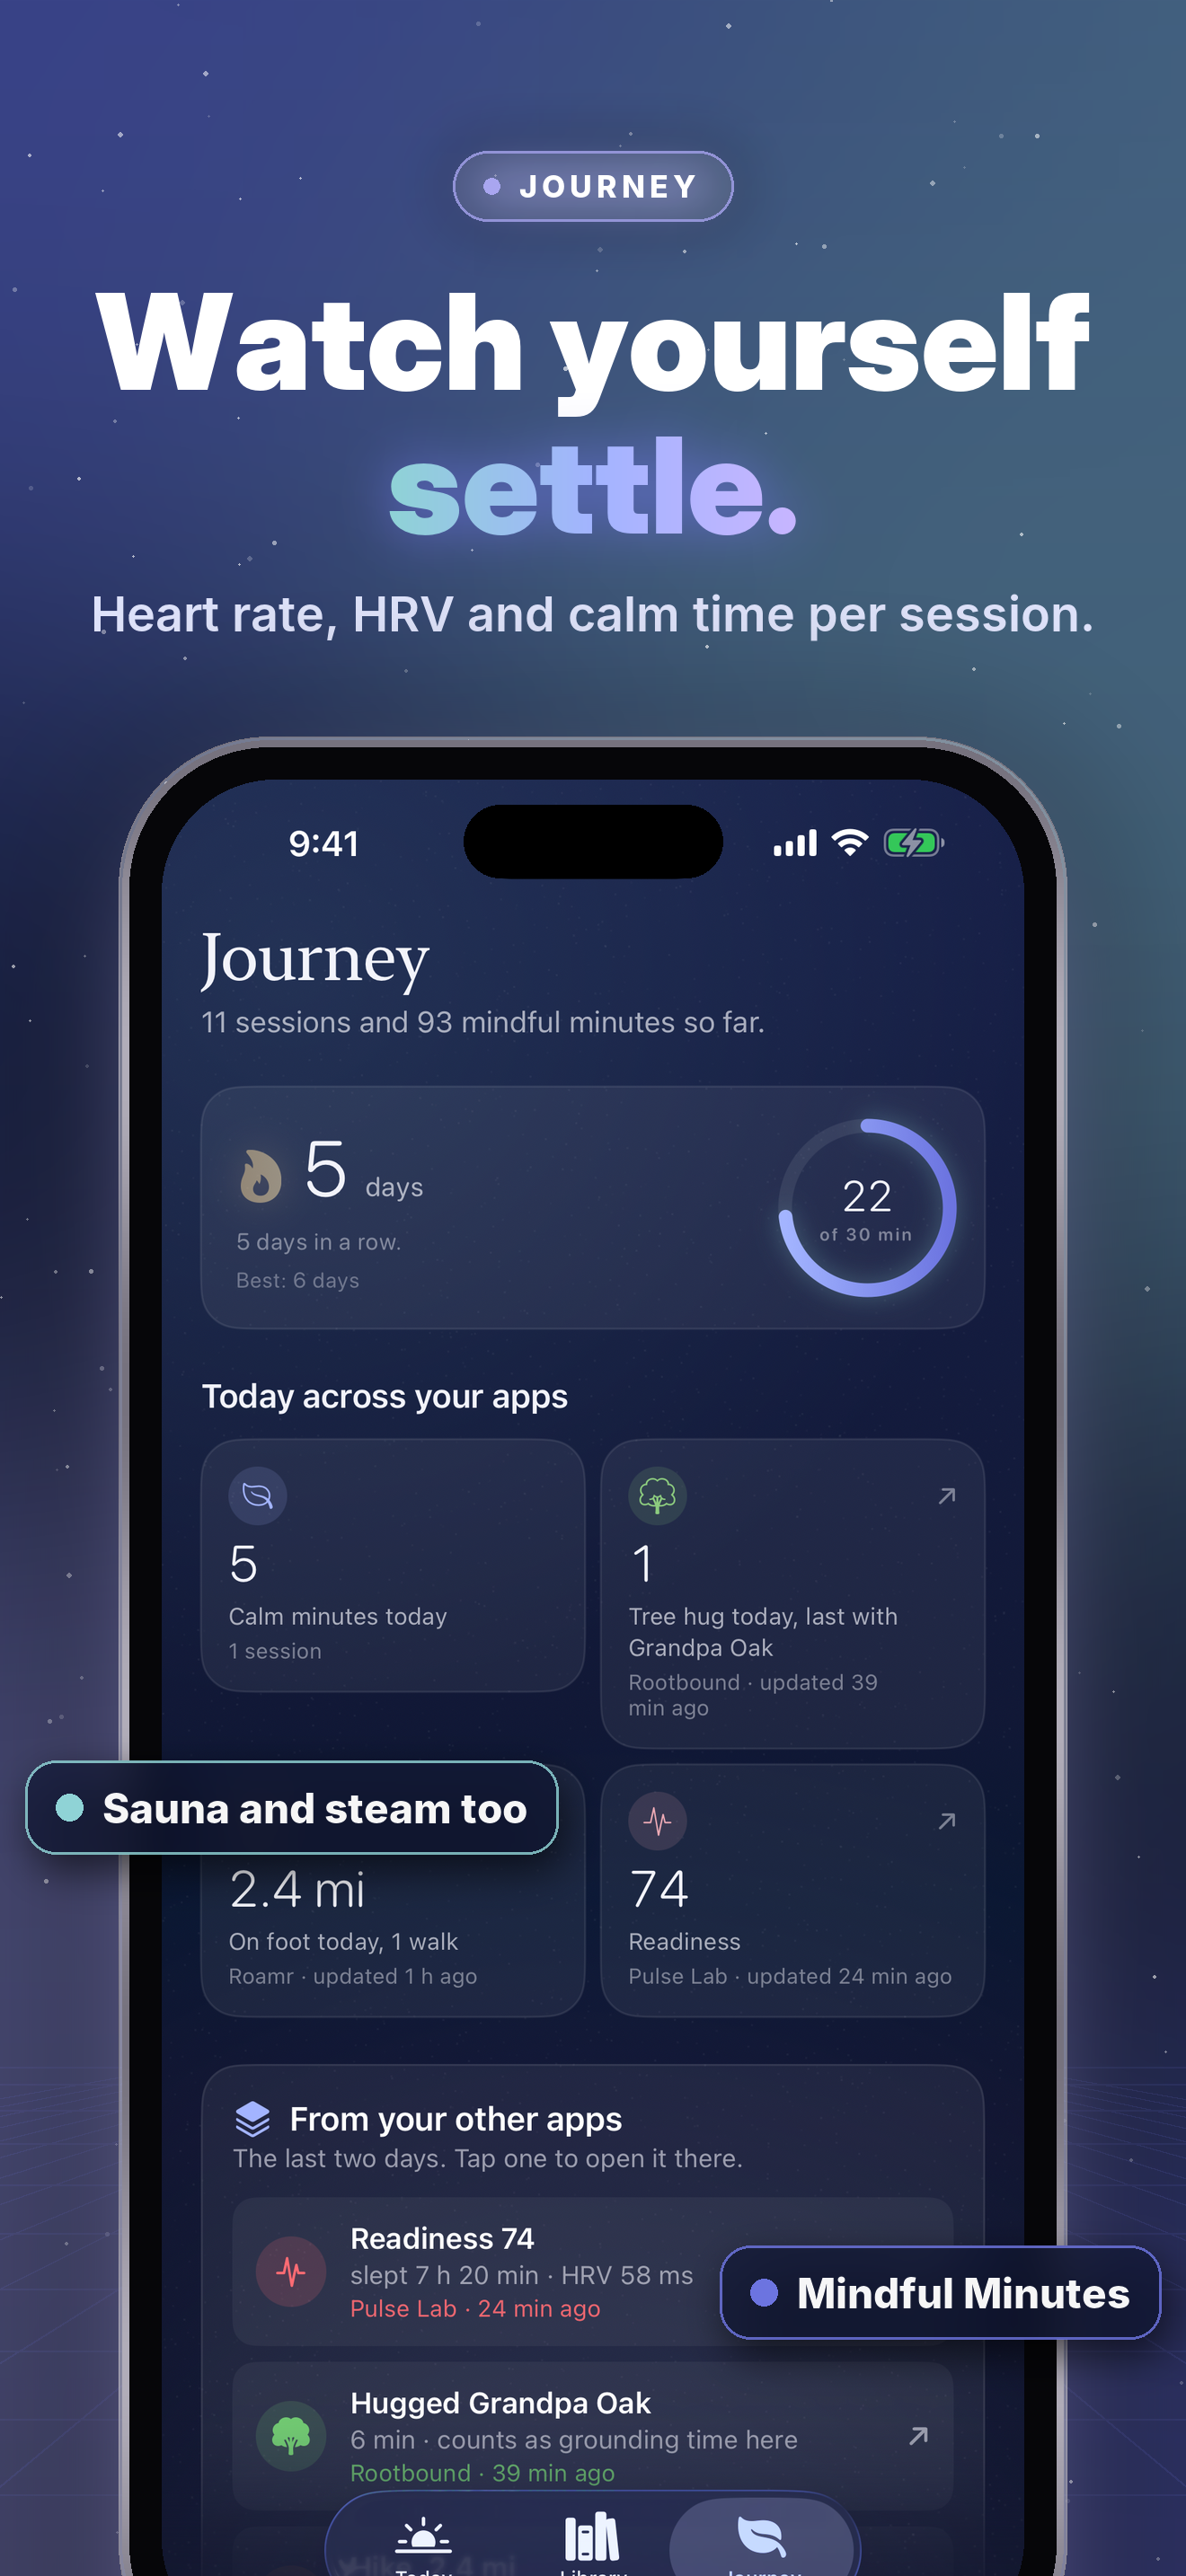 JOURNEY
Watch yourself
settle.
Heart rate, HRV and calm time per session.
9:41
Journey
11 sessions and 93 mindful minutes so far.
5 days
5 days in a row.
Best: 6 days
22
of 30 min
Today across your apps
5
Calm minutes today
1 session
1
Tree hug today, last with
Grandpa Oak
Rootbound · updated 39
min ago
Sauna and steam too
2.4 mi
On foot today, 1 walk
Roamr · updated 1 h ago
74
Readiness
Pulse Lab · updated 24 min ago
From your other apps
The last two days. Tap one to open it there.
Readiness 74
slept 7 h 20 min · HRV 58 ms
Pulse Lab · 24 min ago
Mindful Minutes
Hugged Grandpa Oak
6 min · counts as grounding time here
Rootbound · 39 min ago
Today
Library
Journey